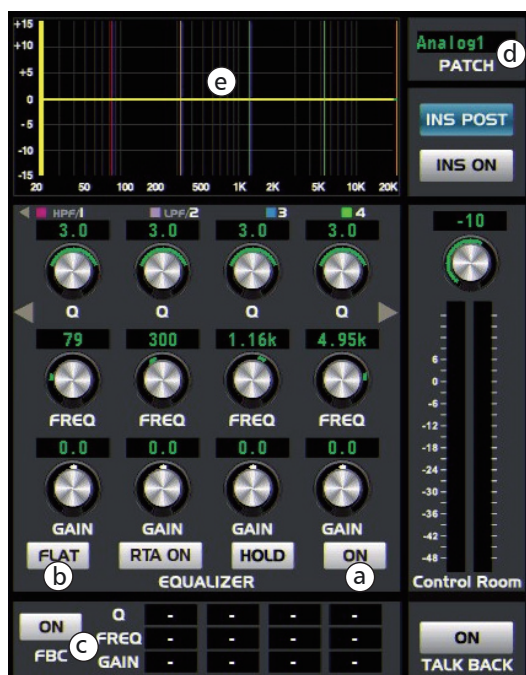 +15
+10
+5
0
-5
-10
-15
20 50 100 200 500 1K 2K 5K 10K 20K
e
Analog1
d
PATCH
INS POST
INS ON
HPF/1 LPF/2 3 4
3.0 3.0 3.0 3.0
Q Q Q Q
79 300 1.16k 4.95k
FREQ FREQ FREQ FREQ
0.0 0.0 0.0 0.0
GAIN GAIN GAIN GAIN
FLAT RTA ON HOLD ON
b a
EQUALIZER
-10
6
0
-6
-12
-18
-24
-30
-36
-42
-48
Control Room
ON
c
FBC
Q - - - -
FREQ - - - -
GAIN - - - -
ON
TALK BACK